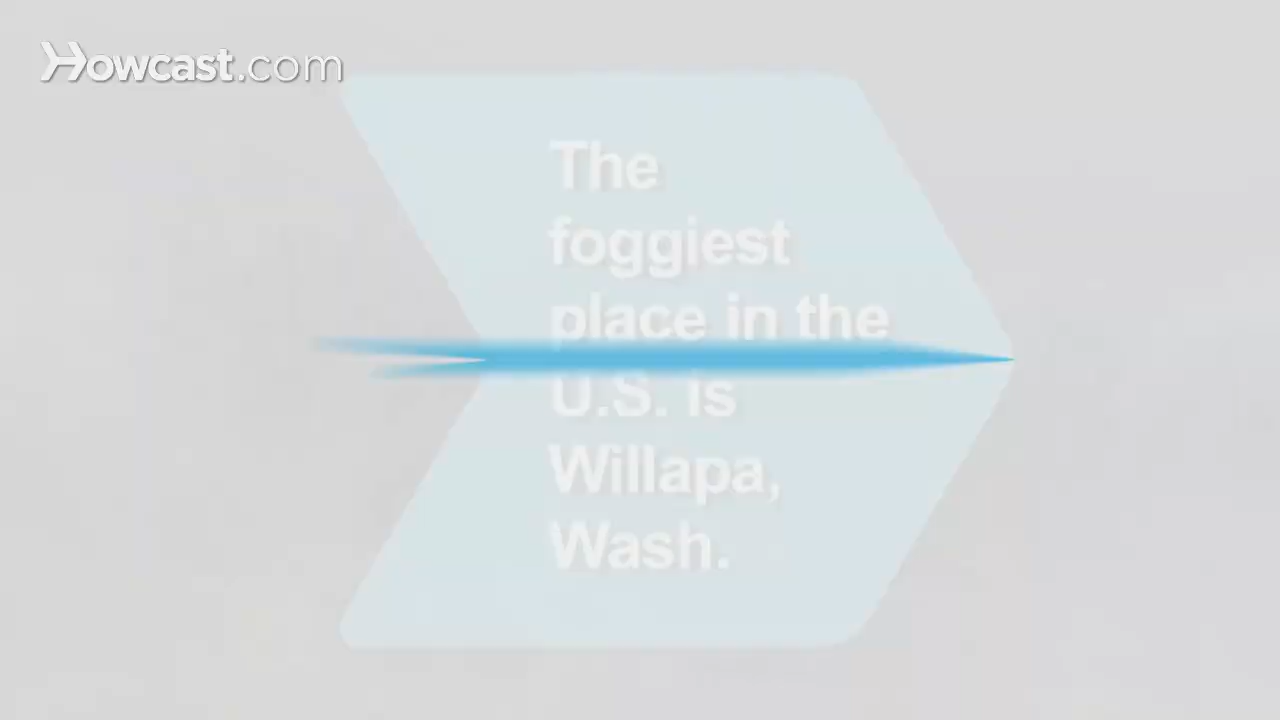 Howcast.com
The
foggiest
place in the
U.S. is
Willapa,
Wash.